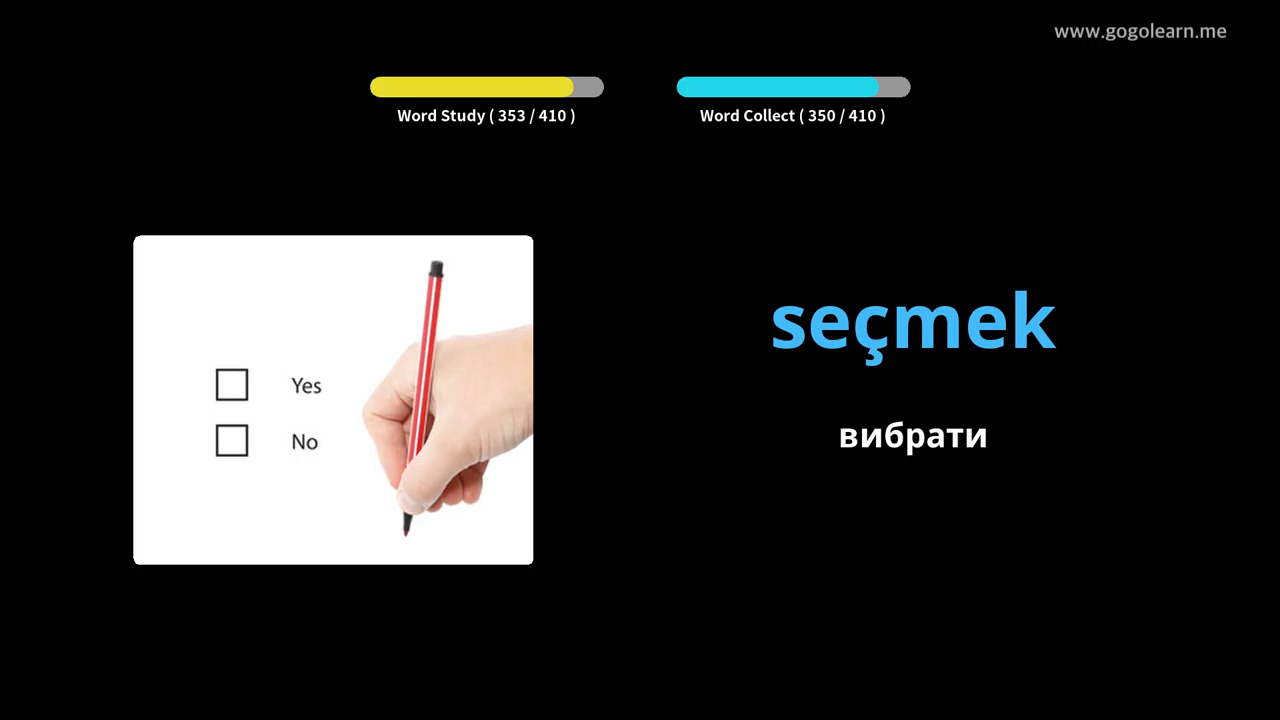 www.gogolearn.me
Word Study ( 353 / 410 )
Word Collect ( 350 / 410 )
Yes
No
seçmek
вибрати